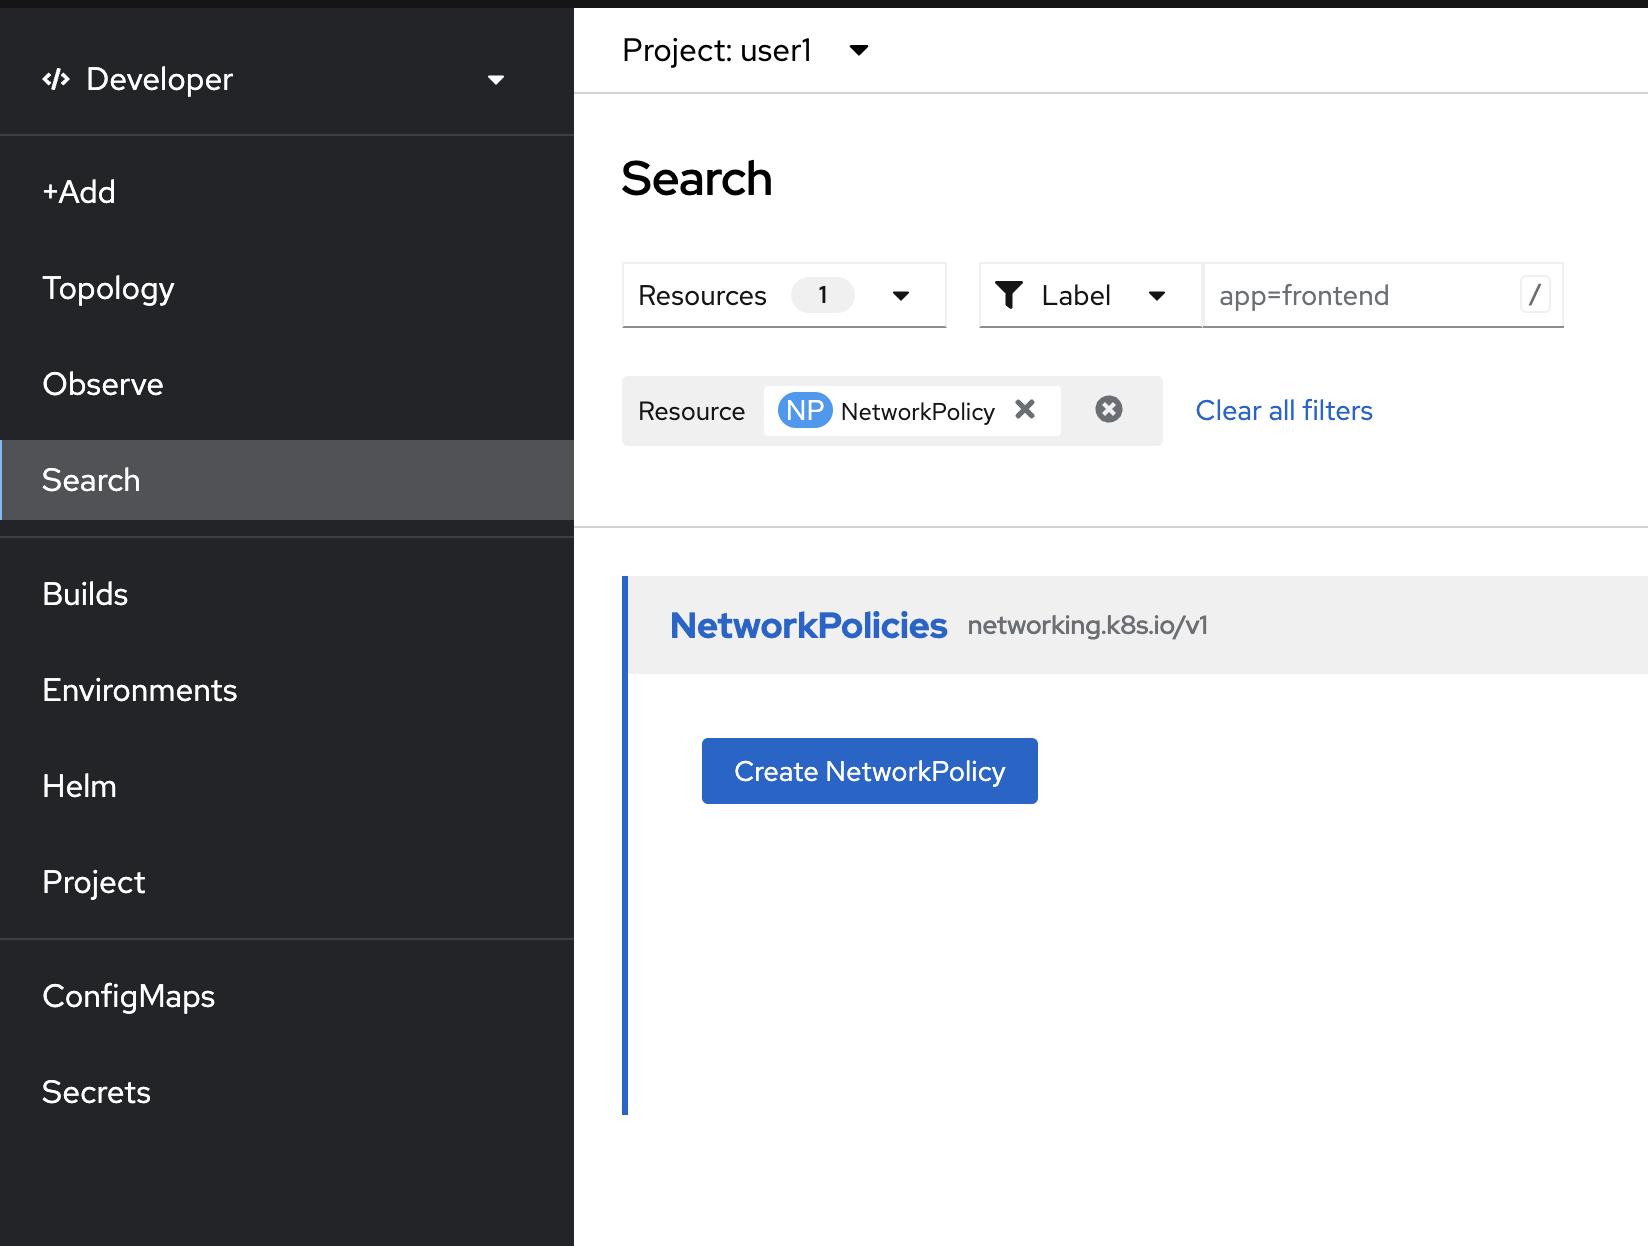 Developer
+Add
Topology
Observe
Search
Builds
Environments
Helm
Project
ConfigMaps
Secrets
Project: user1
Search
Resources 1
Label
app=frontend /
Resource NP NetworkPolicy Clear all filters
NetworkPolicies networking.k8s.io/v1
Create NetworkPolicy